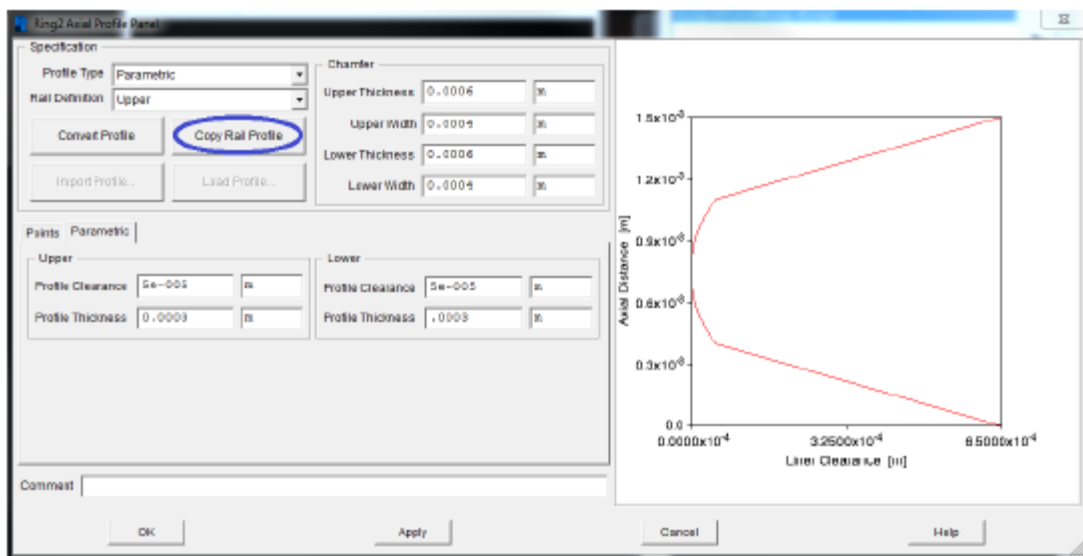 Ring2 Axial Profile Panel
Specification
Profile Type Parametric
Rail Definition Upper
Convert Profile Copy Rail Profile
Import Profile... Load Profile...
Chamfer
Upper Thickness 0.0006 m
Upper Width 0.0004 m
Lower Thickness 0.0006 m
Lower Width 0.0004 m
Points Parametric
Upper
Profile Clearance 5e-005 m
Profile Thickness 0.0003 m
Lower
Profile Clearance 5e-005 m
Profile Thickness .0003 m
Comment
OK Apply Cancel Help
Axial Distance [m]
1.5x10-3
1.2x10-3
0.9x10-3
0.6x10-3
0.3x10-3
0.0
0.0000x10-4 3.2500x10-4 6.5000x10-4
Liner Clearance [m]